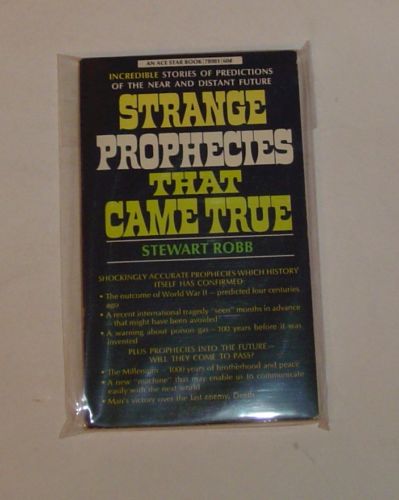 AN ACE STAR BOOK
INCREDIBLE STORIES OF PREDICTIONS
OF THE NEAR AND DISTANT FUTURE
STRANGE
PROPHECIES
THAT
CAME TRUE
STEWART ROBB
SHOCKINGLY ACCURATE PROPHECIES WHICH HISTORY
ITSELF HAS CONFIRMED:
• The outcome of World War II—predicted four centuries
ago
• A recent international tragedy "seen" months in advance
—that might have been avoided
• A warning about poison gas—100 years before it was
invented
PLUS PROPHECIES INTO THE FUTURE—
WILL THEY COME TO PASS?
• The Millenium—1000 years of brotherhood and peace
• A new "machine" that may enable us to communicate
easily with the next world
• Man's victory over the last enemy, Death